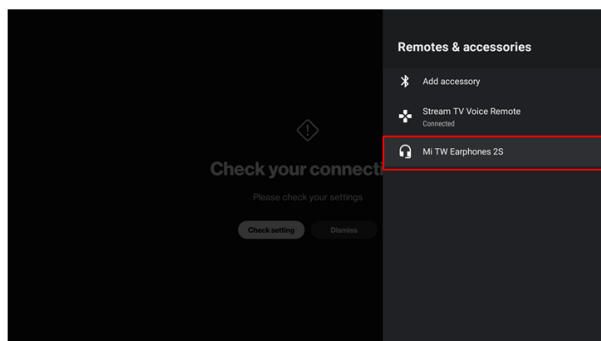 Remotes & accessories
Add accessory
Stream TV Voice Remote
Connected
Mi TW Earphones 2S
Check your connecti
Please check your settings
Check setting
Dismiss